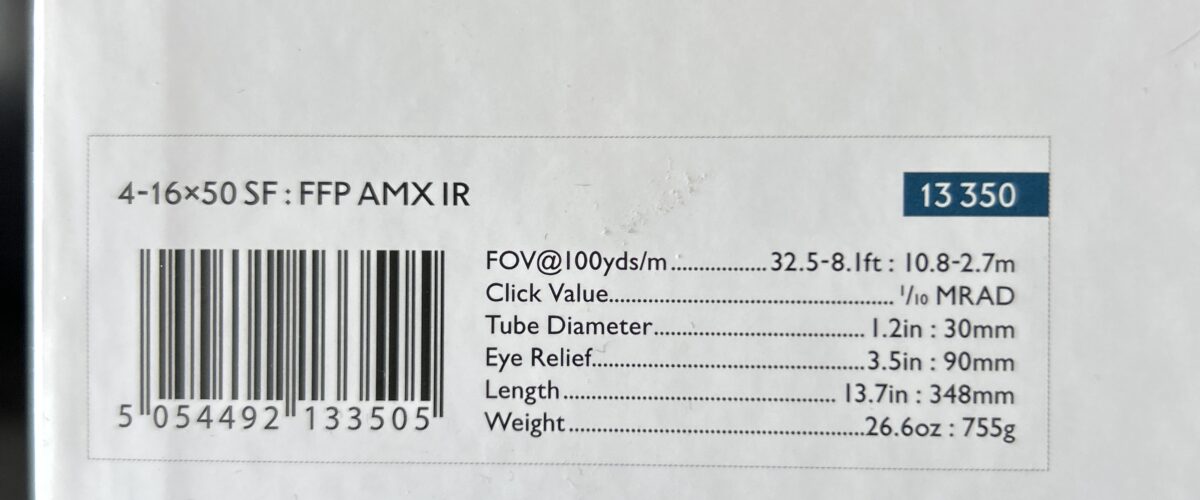 4-16×50 SF : FFP AMX IR
13 350
FOV@100yds/m................. 32.5-8.1ft : 10.8-2.7m
Click Value.................................................. 1/10 MRAD
Tube Diameter..................................... 1.2in : 30mm
Eye Relief................................................3.5in : 90mm
Length................................................ 13.7in : 348mm
Weight....................................................26.6oz : 755g
5 054492 133505